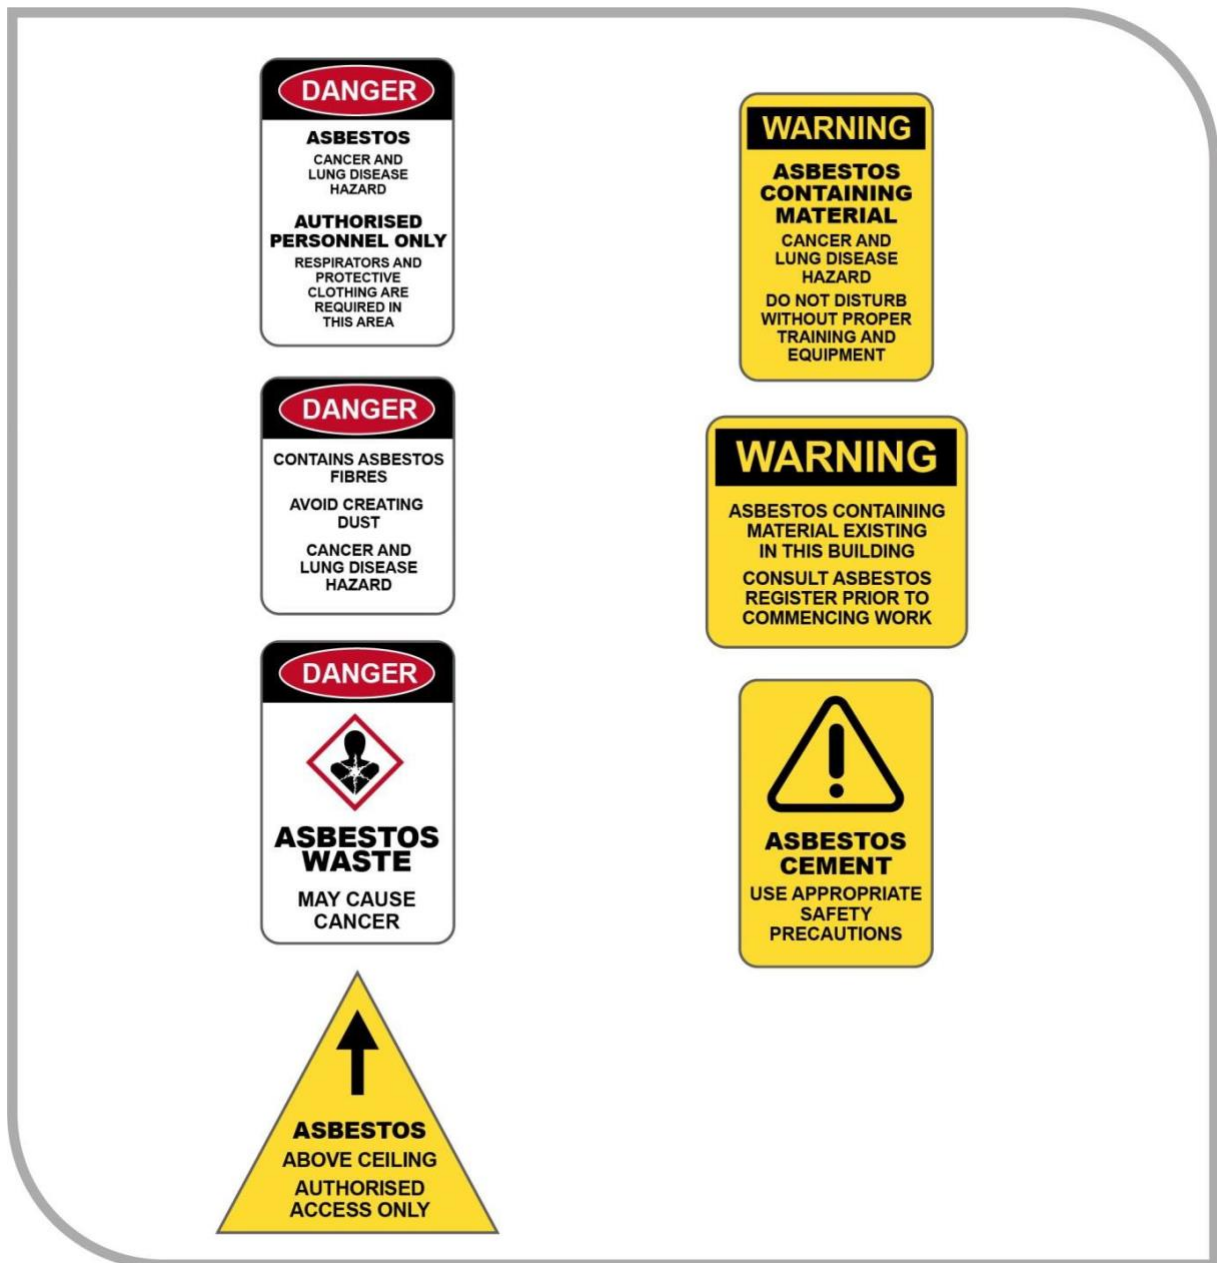 DANGER
ASBESTOS
CANCER AND
LUNG DISEASE
HAZARD
AUTHORISED
PERSONNEL ONLY
RESPIRATORS AND
PROTECTIVE
CLOTHING ARE
REQUIRED IN
THIS AREA
DANGER
CONTAINS ASBESTOS
FIBRES
AVOID CREATING
DUST
CANCER AND
LUNG DISEASE
HAZARD
DANGER
ASBESTOS
WASTE
MAY CAUSE
CANCER
ASBESTOS
ABOVE CEILING
AUTHORISED
ACCESS ONLY
WARNING
ASBESTOS
CONTAINING
MATERIAL
CANCER AND
LUNG DISEASE
HAZARD
DO NOT DISTURB
WITHOUT PROPER
TRAINING AND
EQUIPMENT
WARNING
ASBESTOS CONTAINING
MATERIAL EXISTING
IN THIS BUILDING
CONSULT ASBESTOS
REGISTER PRIOR TO
COMMENCING WORK
ASBESTOS
CEMENT
USE APPROPRIATE
SAFETY
PRECAUTIONS